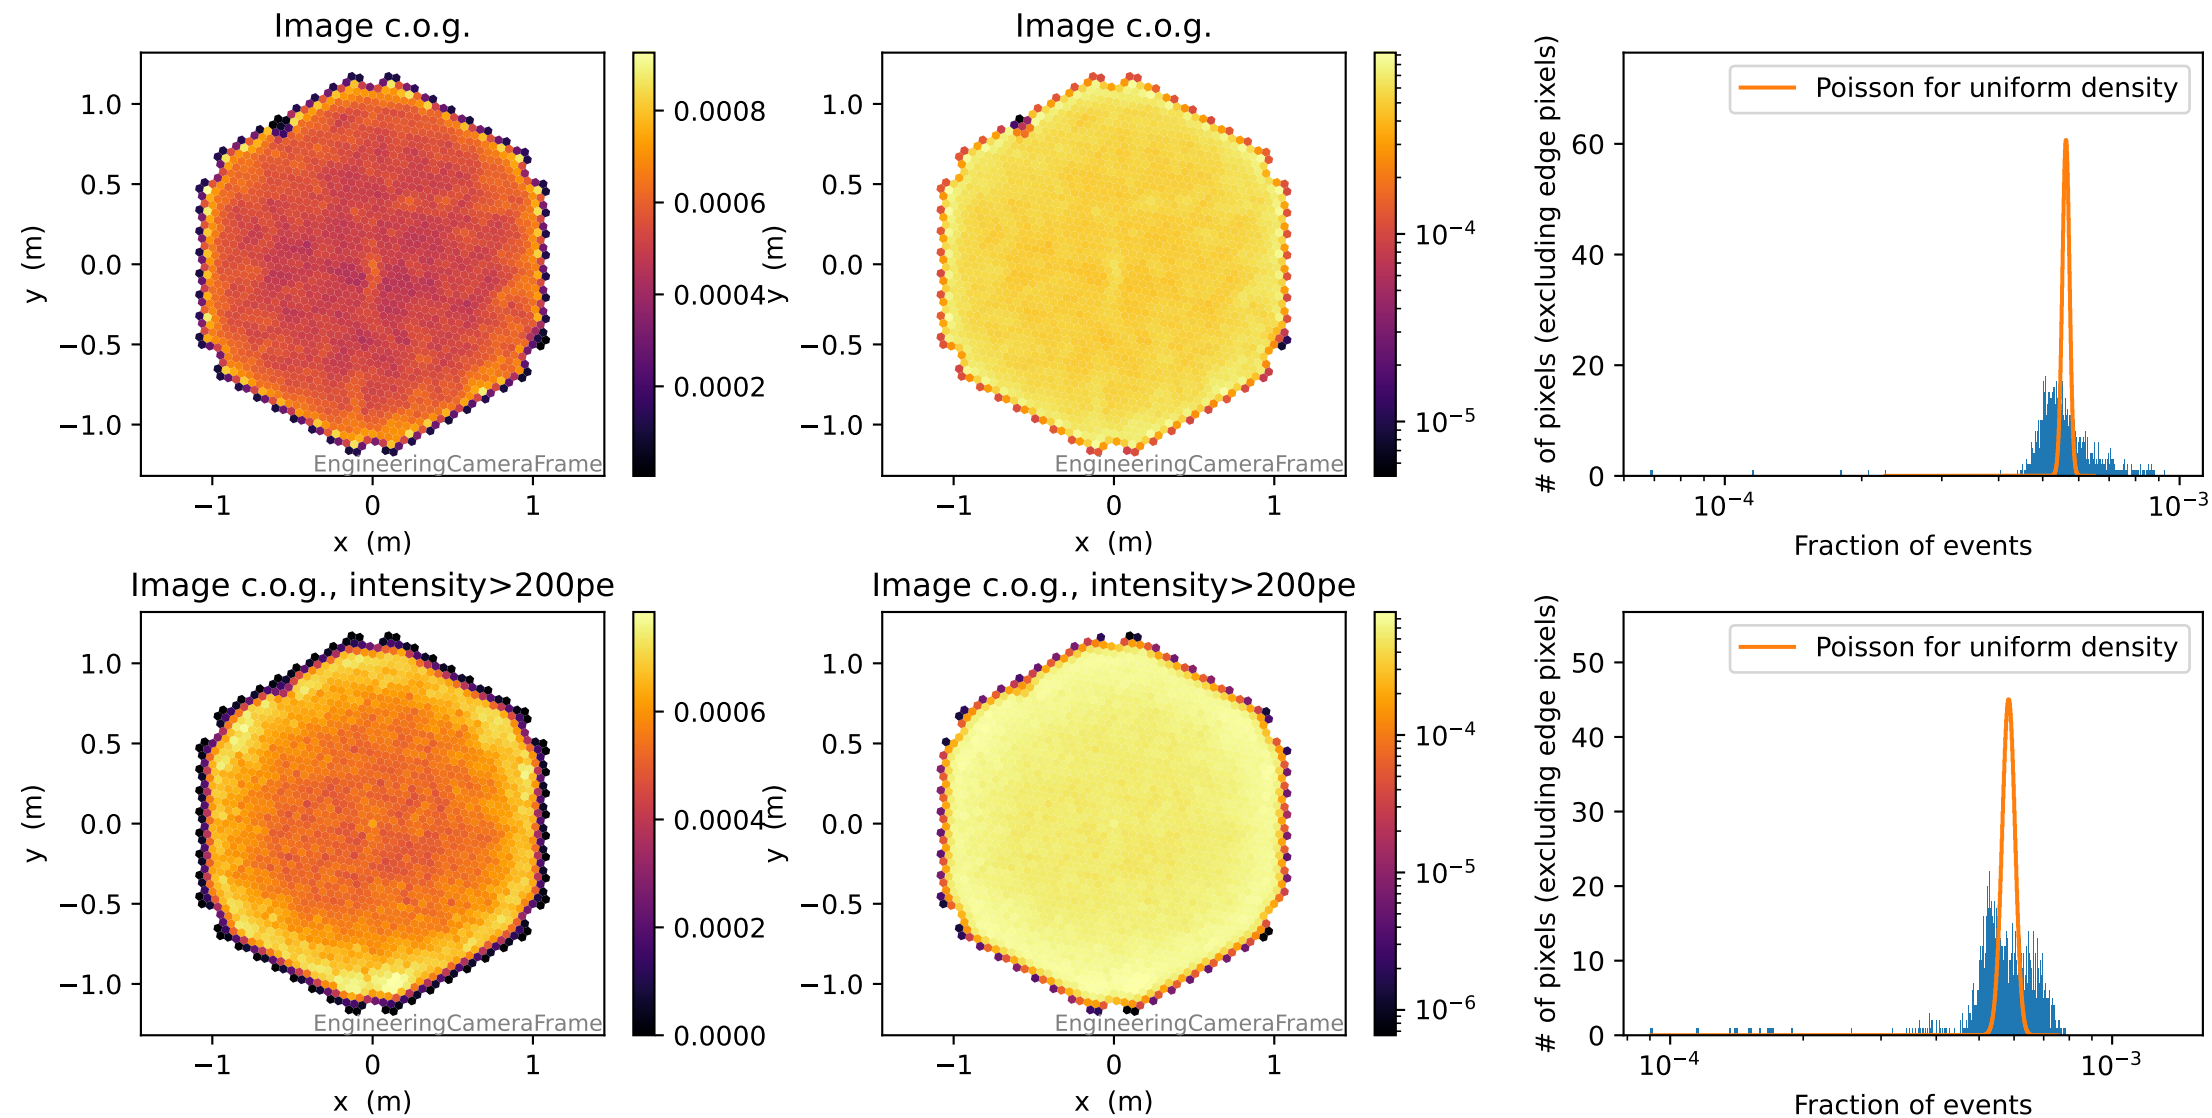 Image c.o.g.
y (m)
1.0
0.5
0.0
−0.5
−1.0
−1
0
1
x (m)
EngineeringCameraFrame
0.0008
0.0006
0.0004
0.0002
Image c.o.g.
y (m)
1.0
0.5
0.0
−0.5
−1.0
−1
0
1
x (m)
EngineeringCameraFrame
10⁻⁴
10⁻⁵
# of pixels (excluding edge pixels)
60
40
20
0
Poisson for uniform density
10⁻⁴
10⁻³
Fraction of events
Image c.o.g., intensity>200pe
y (m)
1.0
0.5
0.0
−0.5
−1.0
−1
0
1
x (m)
EngineeringCameraFrame
0.0006
0.0004
0.0002
0.0000
Image c.o.g., intensity>200pe
y (m)
1.0
0.5
0.0
−0.5
−1.0
−1
0
1
x (m)
EngineeringCameraFrame
10⁻⁴
10⁻⁵
10⁻⁶
# of pixels (excluding edge pixels)
50
40
30
20
10
0
Poisson for uniform density
10⁻⁴
10⁻³
Fraction of events